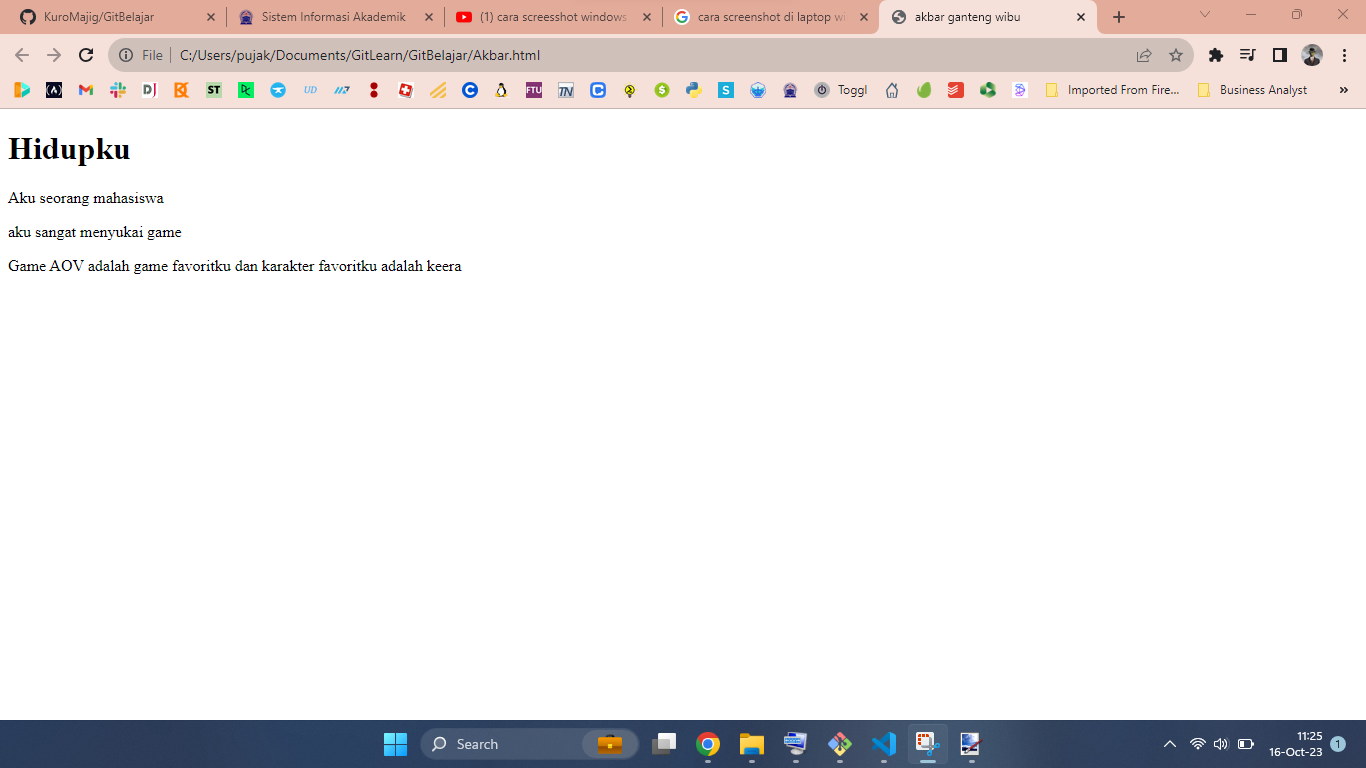 KuroMajig/GitBelajar
Sistem Informasi Akademik
(1) cara screesshot windows
cara screenshot di laptop wi
akbar ganteng wibu
File
C:/Users/pujak/Documents/GitLearn/GitBelajar/Akbar.html
ST
UD
FTU
TN
S
Toggl
Imported From Fire...
Business Analyst
»
Hidupku
Aku seorang mahasiswa
aku sangat menyukai game
Game AOV adalah game favoritku dan karakter favoritku adalah keera
Search
11:25
16-Oct-23
1